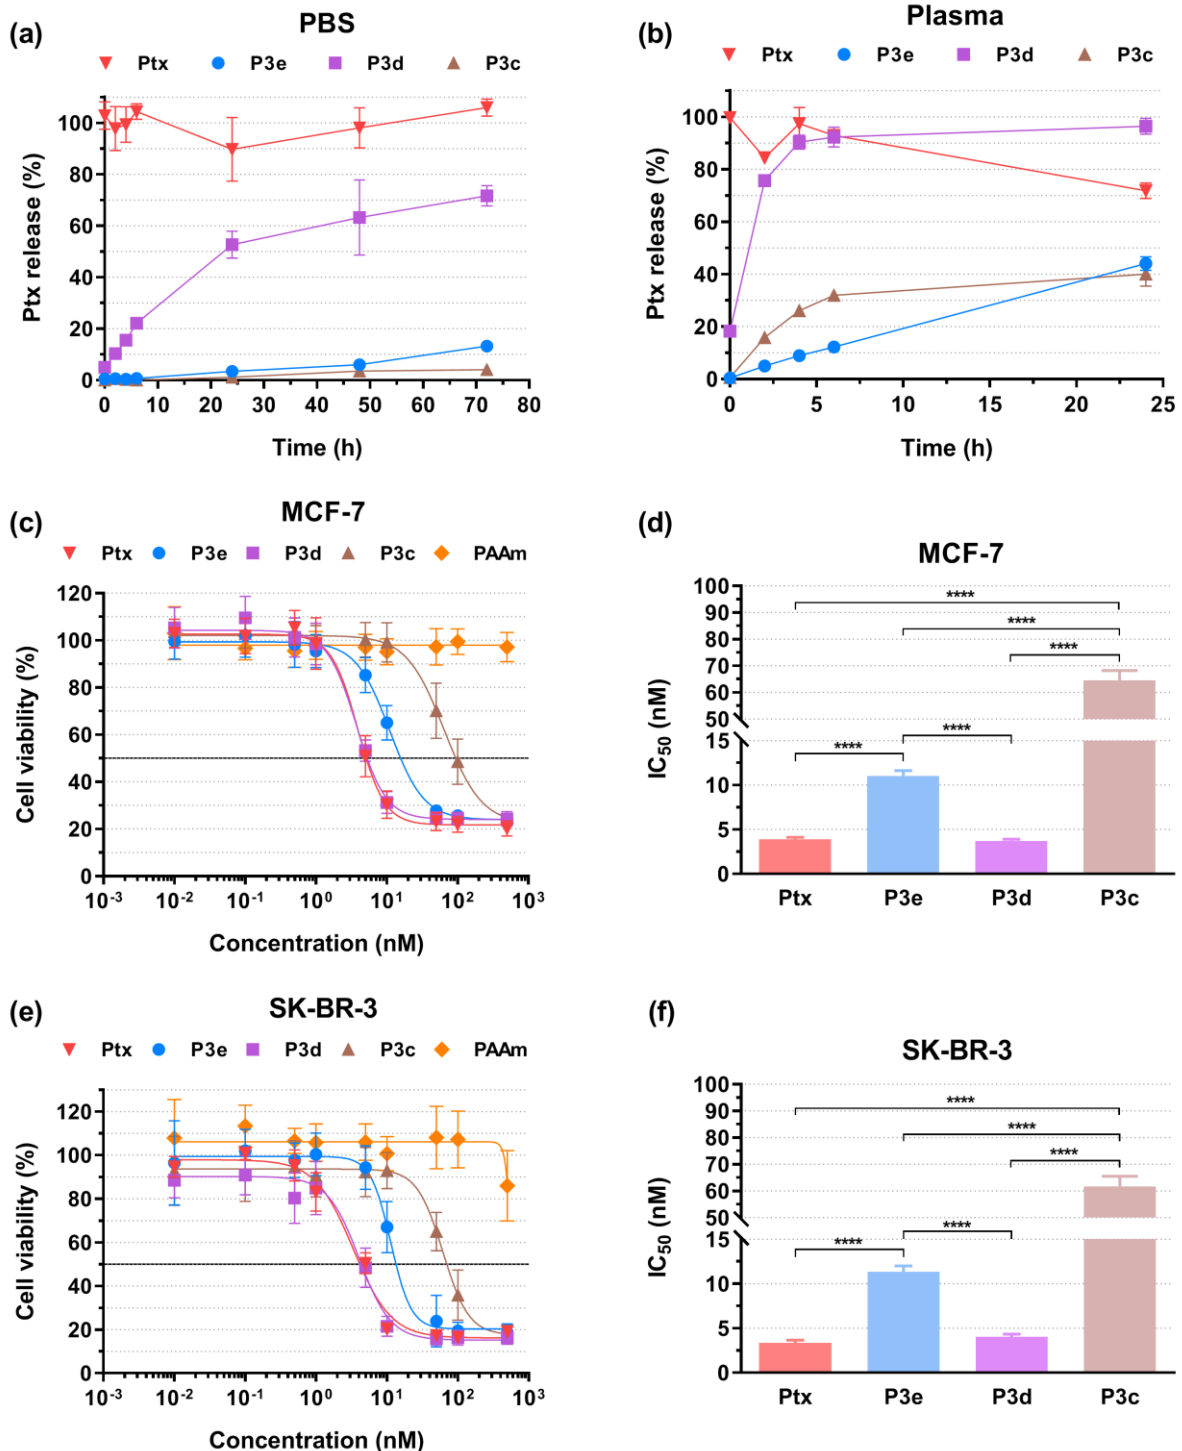 (a)
PBS
Ptx P3e P3d P3c
Ptx release (%)
100
80
60
40
20
0
0 10 20 30 40 50 60 70 80
Time (h)
(b)
Plasma
Ptx P3e P3d P3c
Ptx release (%)
100
80
60
40
20
0
0 5 10 15 20 25
Time (h)
(c)
MCF-7
Ptx P3e P3d P3c PAAm
Cell viability (%)
120
100
80
60
40
20
0
10-3 10-2 10-1 100 101 102 103
Concentration (nM)
(d)
MCF-7
IC50 (nM)
100
90
80
70
60
50
15
10
5
0
****
****
****
****
****
Ptx P3e P3d P3c
(e)
SK-BR-3
Ptx P3e P3d P3c PAAm
Cell viability (%)
120
100
80
60
40
20
0
10-3 10-2 10-1 100 101 102 103
Concentration (nM)
(f)
SK-BR-3
IC50 (nM)
100
90
80
70
60
50
15
10
5
0
****
****
****
****
****
Ptx P3e P3d P3c